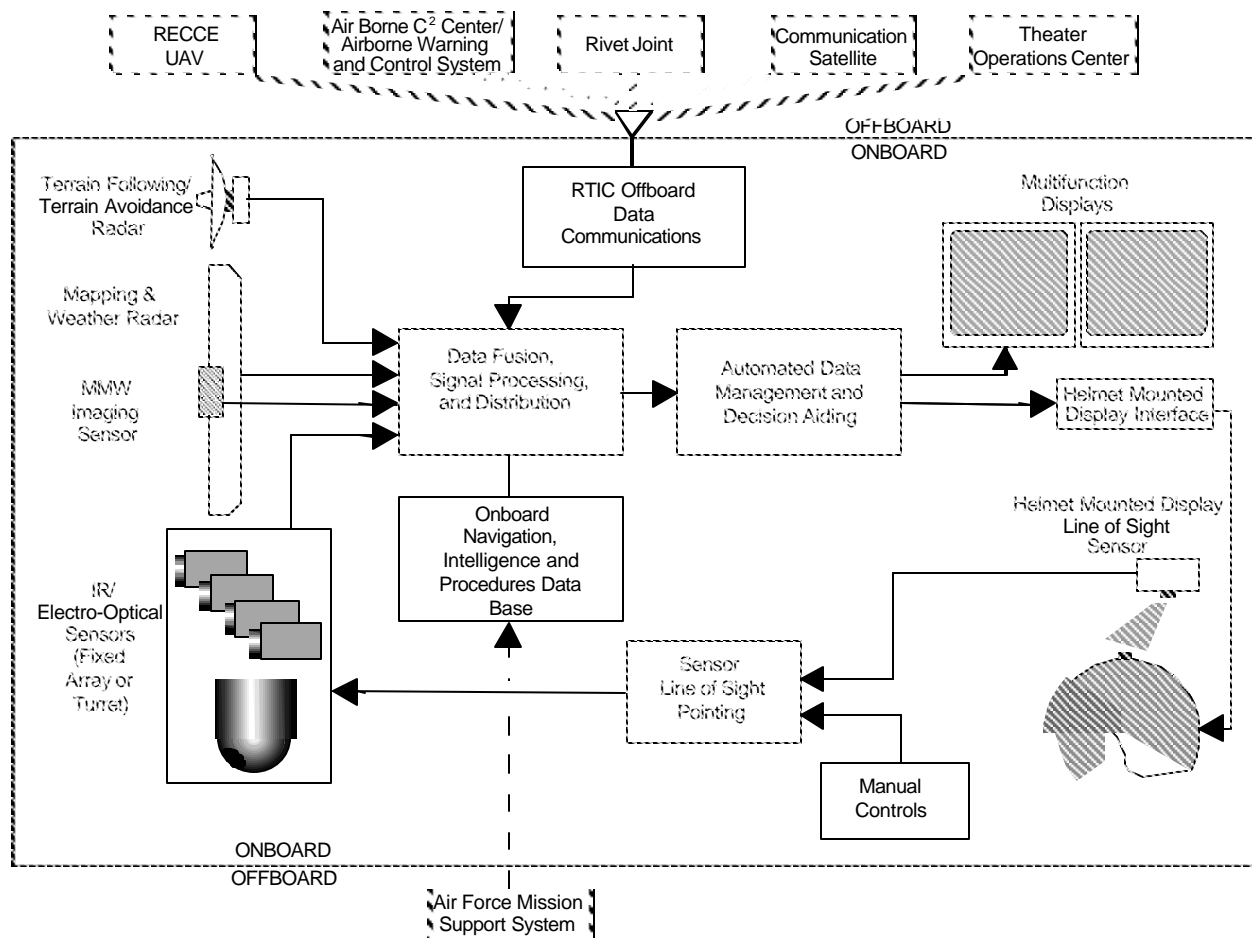 RECCE
UAV
Air Borne C² Center/
Airborne Warning
and Control System
Rivet Joint
Communication
Satellite
Theater
Operations Center
OFFBOARD
ONBOARD
Terrain Following/
Terrain Avoidance
Radar
RTIC Offboard
Data
Communications
Multifunction
Displays
Mapping &
Weather Radar
MMW
Imaging
Sensor
Data Fusion,
Signal Processing,
and Distribution
Automated Data
Management and
Decision Aiding
Helmet Mounted
Display Interface
Onboard
Navigation,
Intelligence and
Procedures Data
Base
Helmet Mounted Display
Line of Sight
Sensor
IR/
Electro-Optical
Sensors
(Fixed
Array or
Turret)
Sensor
Line of Sight
Pointing
Manual
Controls
ONBOARD
OFFBOARD
Air Force Mission
Support System